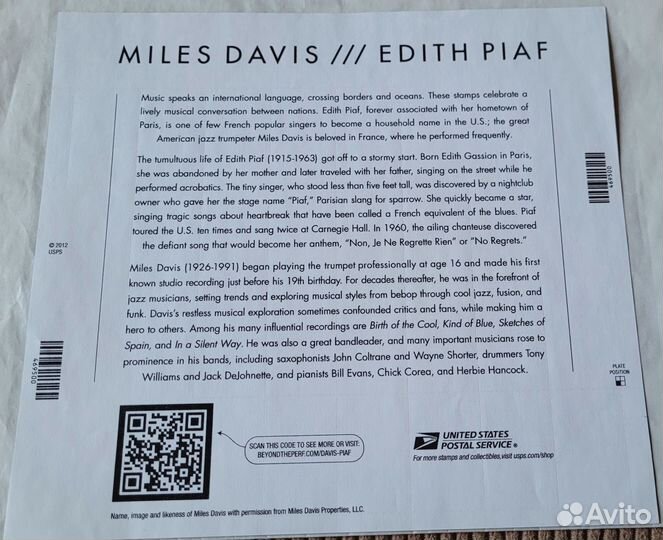 MILES DAVIS /// EDITH PIAF
Music speaks an international language, crossing borders and oceans. These stamps celebrate a
lively musical conversation between nations. Edith Piaf, forever associated with her hometown of
Paris, is one of few French popular singers to become a household name in the U.S.; the great
American jazz trumpeter Miles Davis is beloved in France, where he performed frequently.
The tumultuous life of Edith Piaf (1915-1963) got off to a stormy start. Born Edith Gassion in Paris,
she was abandoned by her mother and later traveled with her father, singing on the street while he
performed acrobatics. The tiny singer, who stood less than five feet tall, was discovered by a nightclub
owner who gave her the stage name "Piaf," Parisian slang for sparrow. She quickly became a star,
singing tragic songs about heartbreak that have been called a French equivalent of the blues. Piaf
toured the U.S. ten times and sang twice at Carnegie Hall. In 1960, the ailing chanteuse discovered
the defiant song that would become her anthem, "Non, Je Ne Regrette Rien" or "No Regrets."
Miles Davis (1926-1991) began playing the trumpet professionally at age 16 and made his first
known studio recording just before his 19th birthday. For decades thereafter, he was in the forefront of
jazz musicians, setting trends and exploring musical styles from bebop through cool jazz, fusion, and
funk. Davis's restless musical exploration sometimes confounded critics and fans, while making him a
hero to others. Among his many influential recordings are Birth of the Cool, Kind of Blue, Sketches of
Spain, and In a Silent Way. He was also a great bandleader, and many important musicians rose to
prominence in his bands, including saxophonists John Coltrane and Wayne Shorter, drummers Tony
Williams and Jack DeJohnette, and pianists Bill Evans, Chick Corea, and Herbie Hancock.
© 2012
USPS
469500
469500
PLATE
POSITION
SCAN THIS CODE TO SEE MORE OR VISIT:
BEYONDTHEPERF.COM/DAVIS-PIAF
UNITED STATES
POSTAL SERVICE®
For more stamps and collectibles, visit usps.com/shop
Name, image and likeness of Miles Davis with permission from Miles Davis Properties, LLC.
Avito